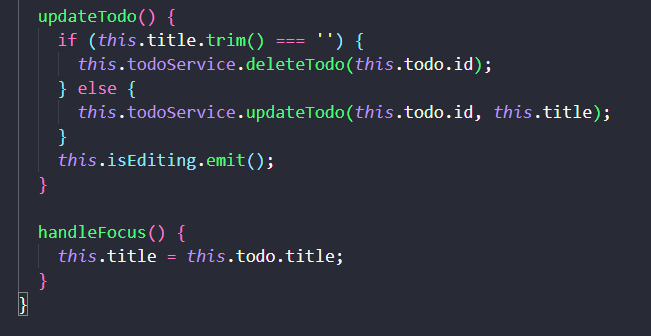 updateTodo() {
if (this.title.trim() === '') {
this.todoService.deleteTodo(this.todo.id);
} else {
this.todoService.updateTodo(this.todo.id, this.title);
}
this.isEditing.emit();
}
handleFocus() {
this.title = this.todo.title;
}
}